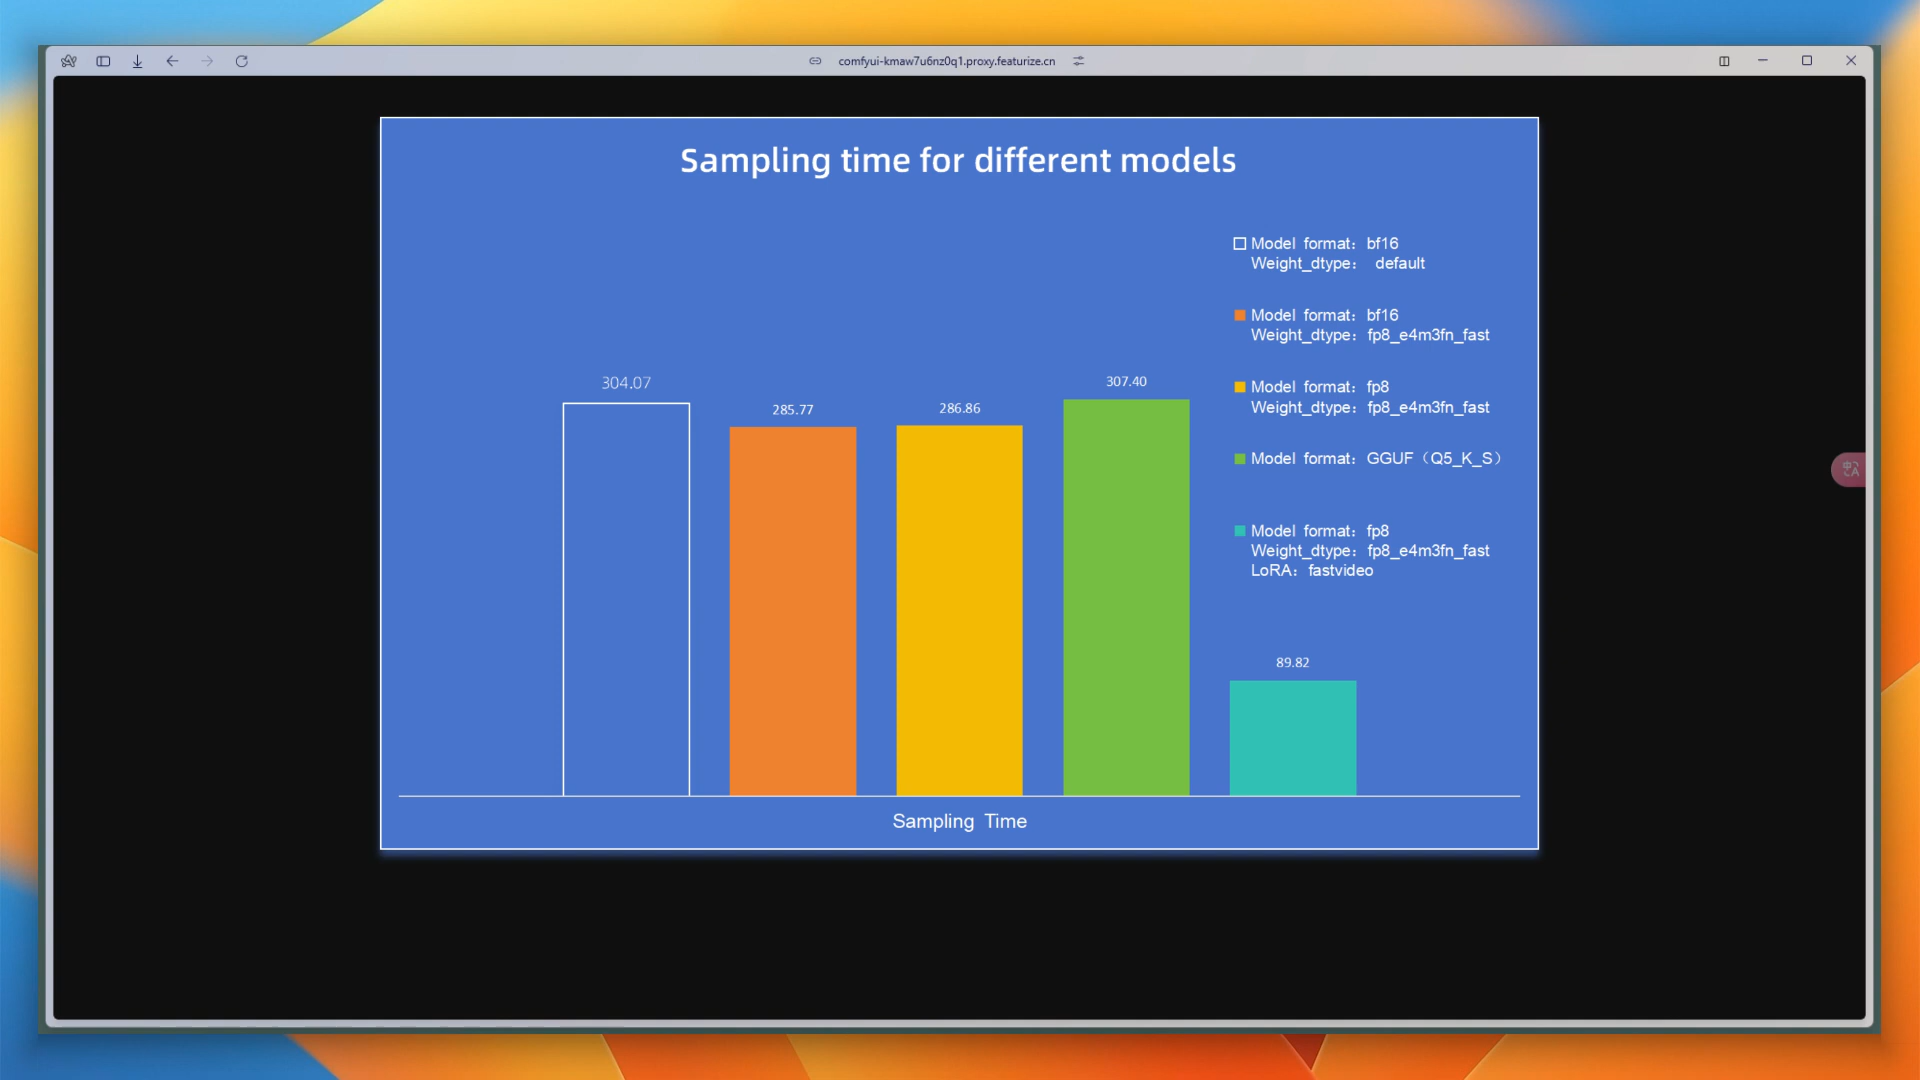 comfyui-kmaw7u6nz0q1.proxy.featurize.cn
Sampling time for different models
Model format：bf16
Weight_dtype： default
Model format：bf16
Weight_dtype：fp8_e4m3fn_fast
Model format：fp8
Weight_dtype：fp8_e4m3fn_fast
Model format：GGUF（Q5_K_S）
Model format：fp8
Weight_dtype：fp8_e4m3fn_fast
LoRA：fastvideo
304.07
285.77
286.86
307.40
89.82
Sampling Time
中A